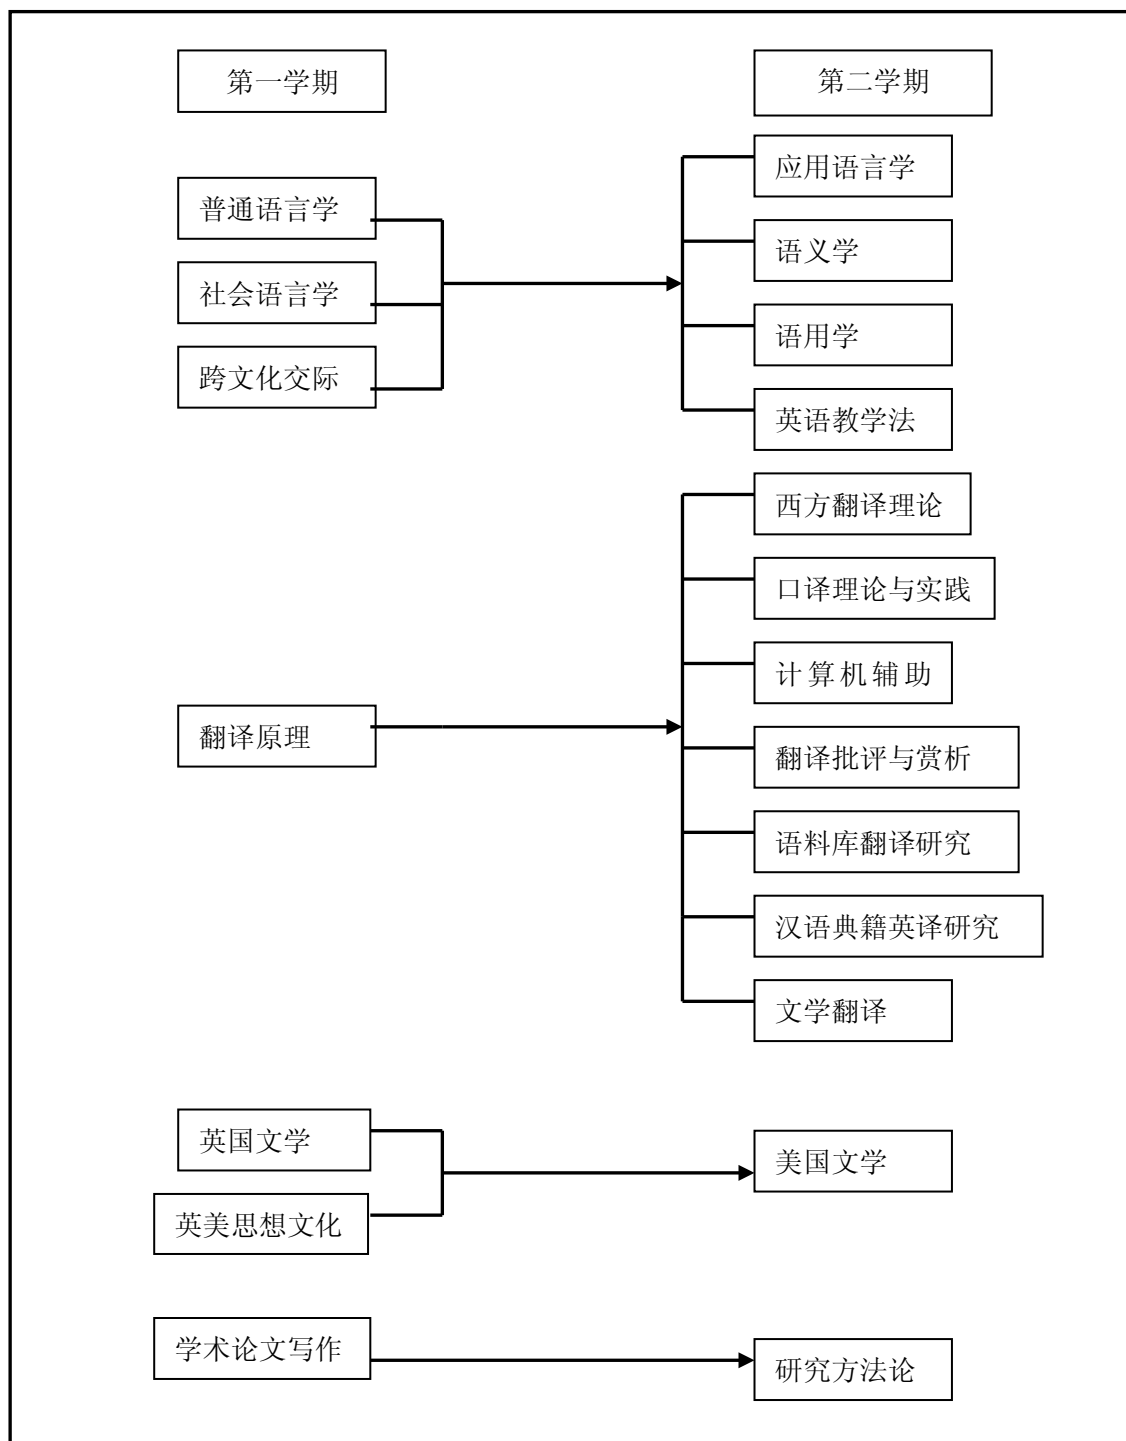 第一学期
第二学期
普通语言学
社会语言学
跨文化交际
应用语言学
语义学
语用学
英语教学法
翻译原理
西方翻译理论
口译理论与实践
计算机辅助
翻译批评与赏析
语料库翻译研究
汉语典籍英译研究
文学翻译
英国文学
英美思想文化
美国文学
学术论文写作
研究方法论